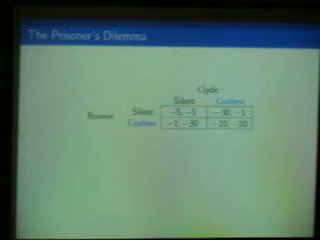 The Prisoner's Dilemma
Clyde
Silent Confess
Bonnie Silent −5, −5 −30, −1
Confess −1, −30 −10, −10